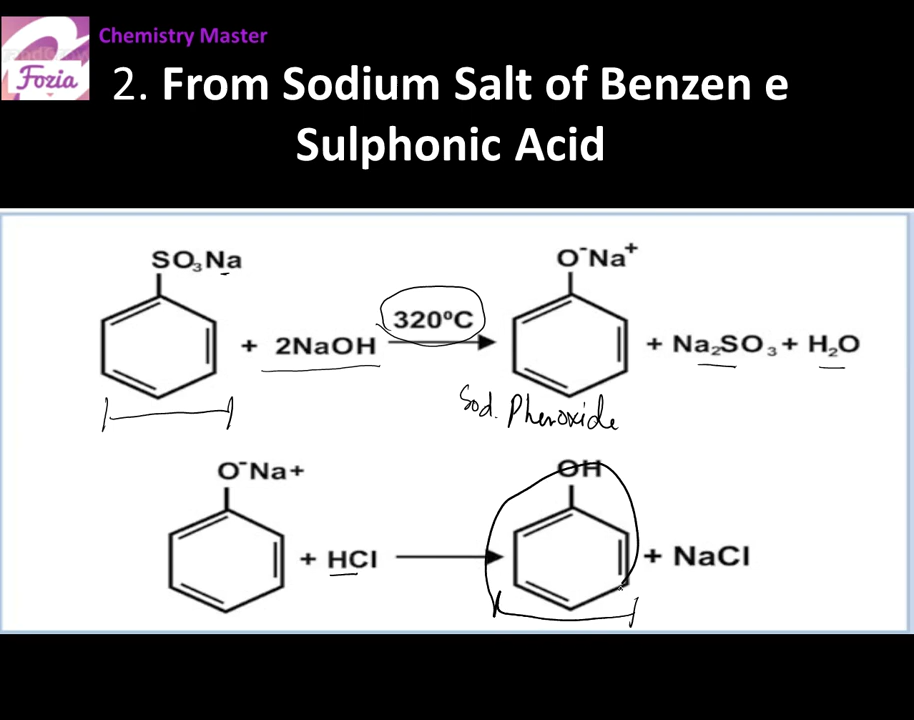 Chemistry Master
Fozia
2. From Sodium Salt of Benzen e
Sulphonic Acid
SO₃Na
O⁻Na⁺
+ 2NaOH
320ºC
+ Na₂SO₃ + H₂O
Sod. Phenoxide
O⁻Na+
OH
+ HCl
+ NaCl